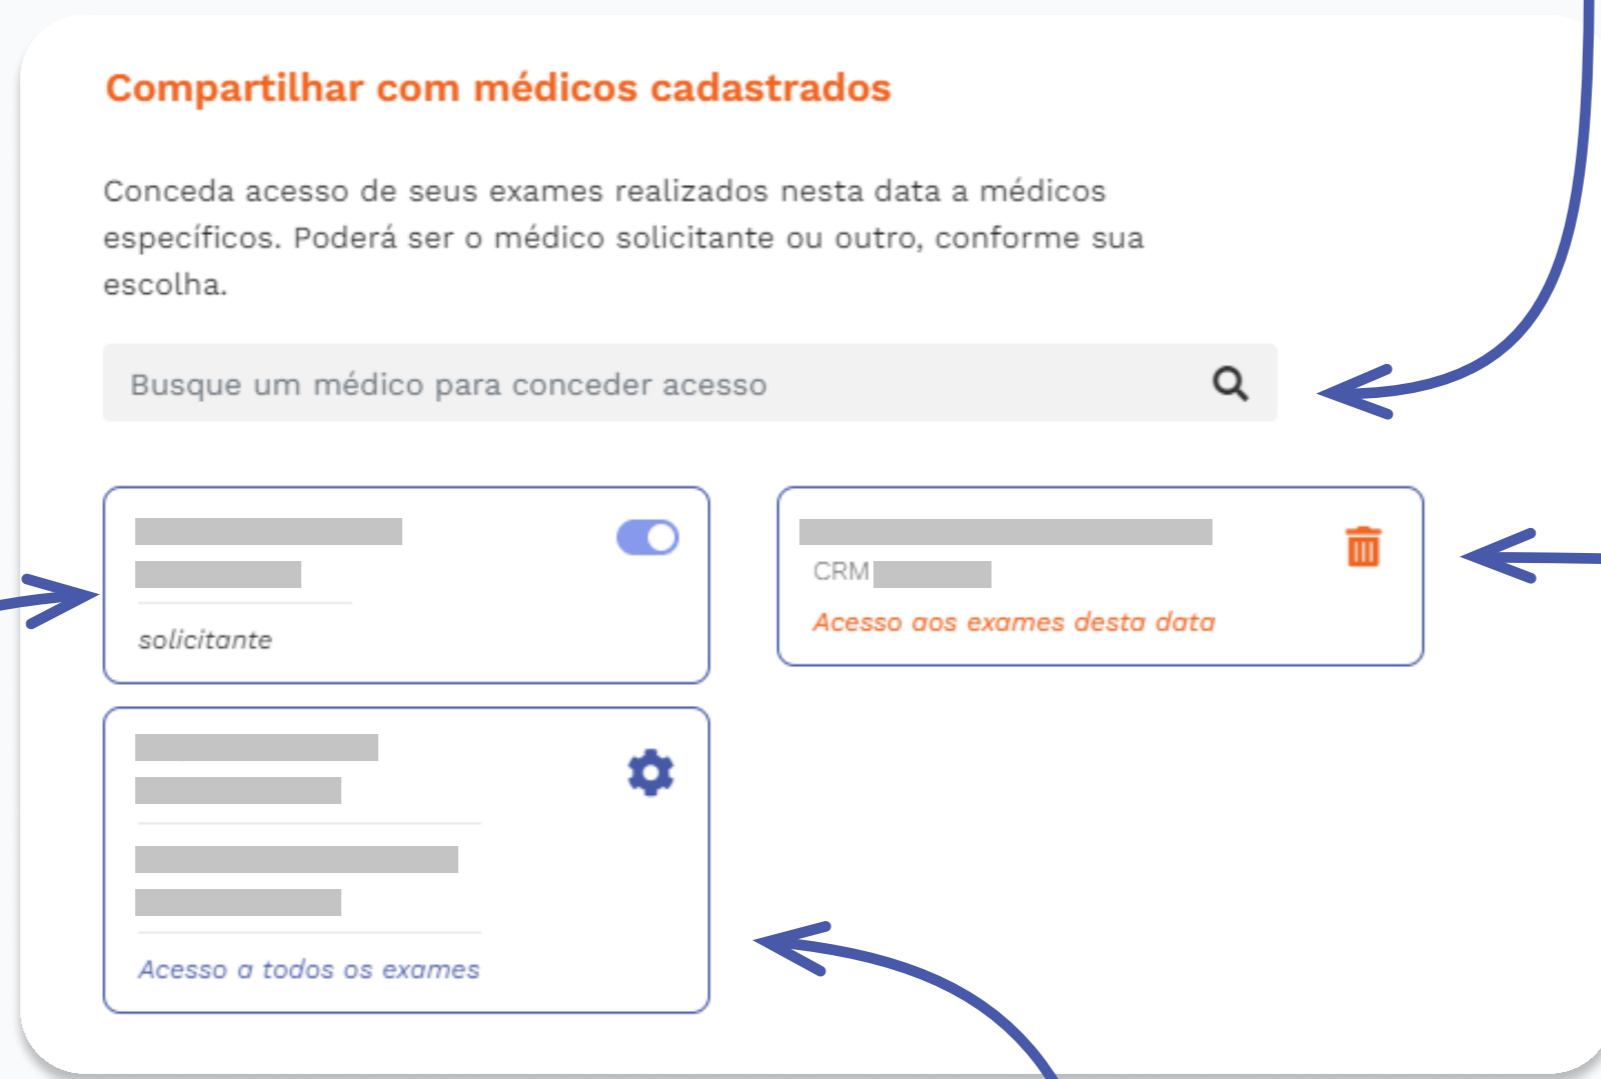 Compartilhar com médicos cadastrados
Conceda acesso de seus exames realizados nesta data a médicos
específicos. Poderá ser o médico solicitante ou outro, conforme sua
escolha.
Busque um médico para conceder acesso
solicitante
CRM
Acesso aos exames desta data
Acesso a todos os exames